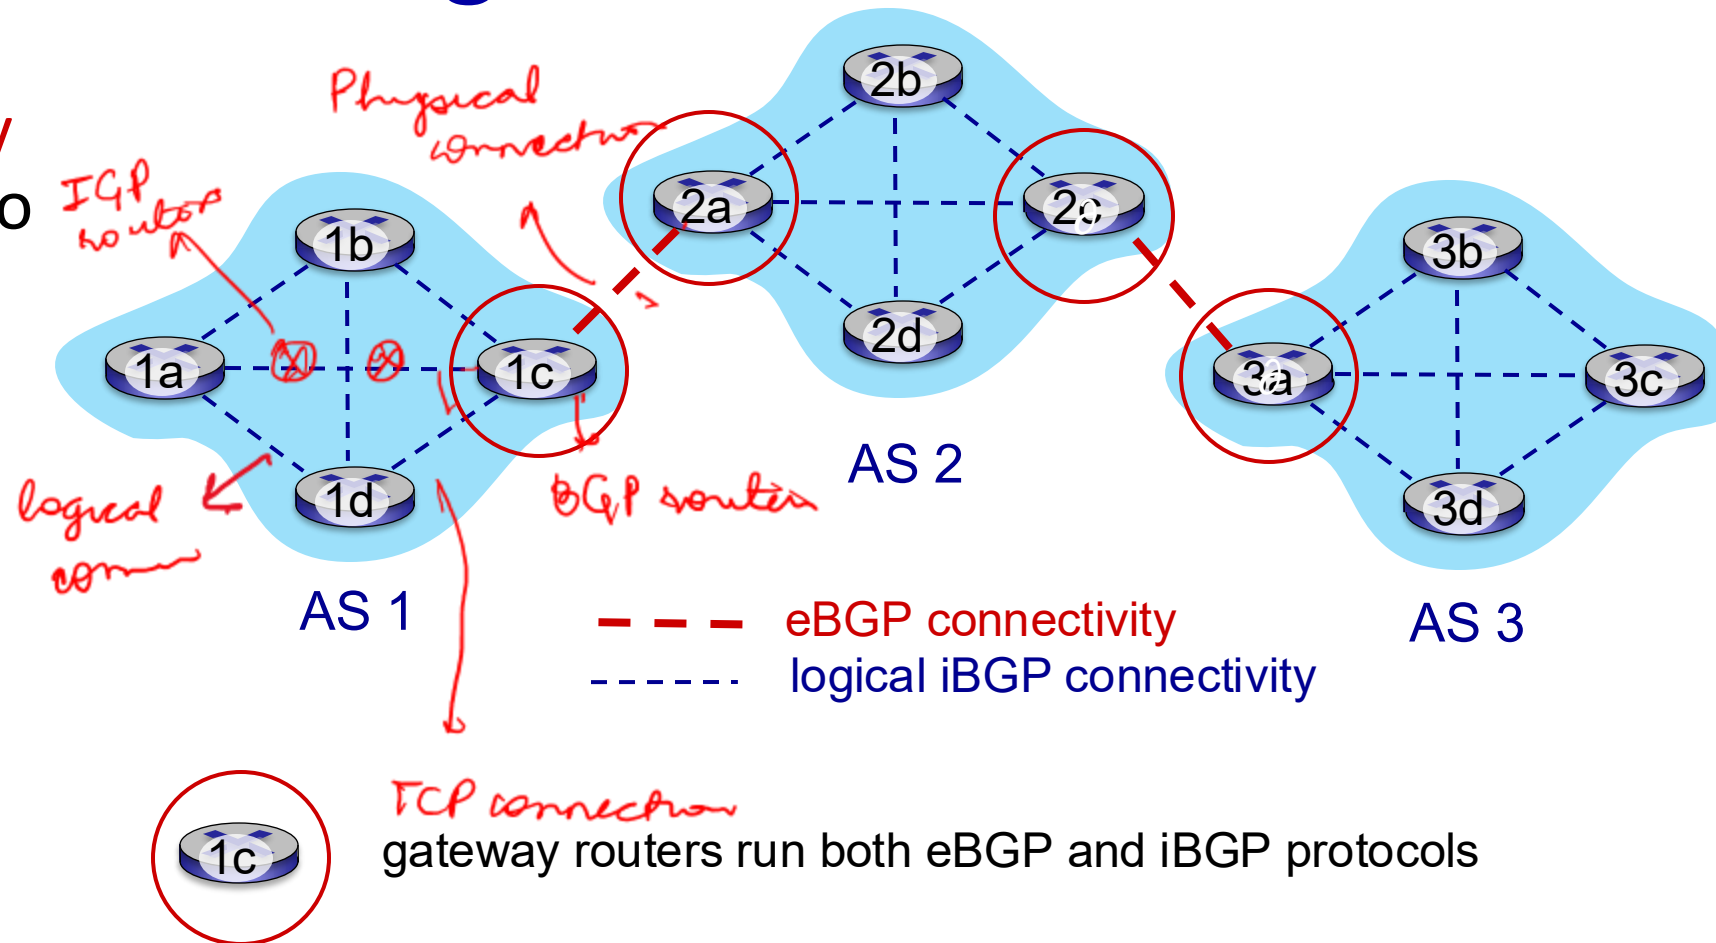 Physical
connection
2b
IGP
routers
2a
2c
1b
3b
1a
1c
2d
3a
3c
AS 2
logical
1d
BGP routers
3d
AS 1
eBGP connectivity
AS 3
logical iBGP connectivity
TCP connection
1c
gateway routers run both eBGP and iBGP protocols